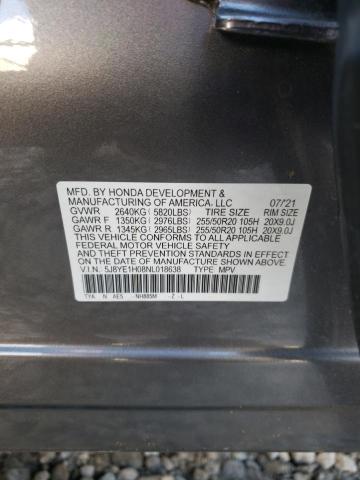 MFD. BY HONDA DEVELOPMENT &
MANUFACTURING OF AMERICA, LLC 07/21
GVWR 2640KG ( 5820LBS) TIRE SIZE RIM SIZE
GAWR F 1350KG ( 2976LBS) 255/50R20 105H 20X9.0J
GAWR R 1345KG ( 2965LBS) 255/50R20 105H 20X9.0J
THIS VEHICLE CONFORMS TO ALL APPLICABLE
FEDERAL MOTOR VEHICLE SAFETY
AND THEFT PREVENTION STANDARDS IN EFFECT
ON THE DATE OF MANUFACTURE SHOWN ABOVE.
V.I.N. 5J8YE1H08NL018638 TYPE MPV
TYA N AE5 -NH885M -Z -L